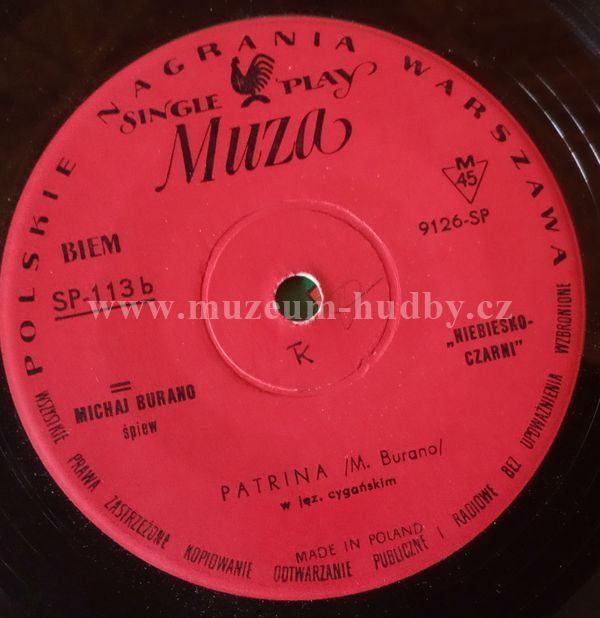 POLSKIE NAGRANIA WARSZAWA
SINGLE PLAY
Muza
M
45
9126-SP
BIEM
SP-113 b
www.muzeum-hudby.cz
„NIEBIESKO-
CZARNI"
MICHAJ BURANO
śpiew
K
PATRINA /M. Burano/
w jęz. cygańskim
MADE IN POLAND
WSZYSTKIE PRAWA ZASTRZEŻONE KOPIOWANIE ODTWARZANIE PUBLICZNE I RADIOWE BEZ UPOWAŻNIENIA WZBRONIONE